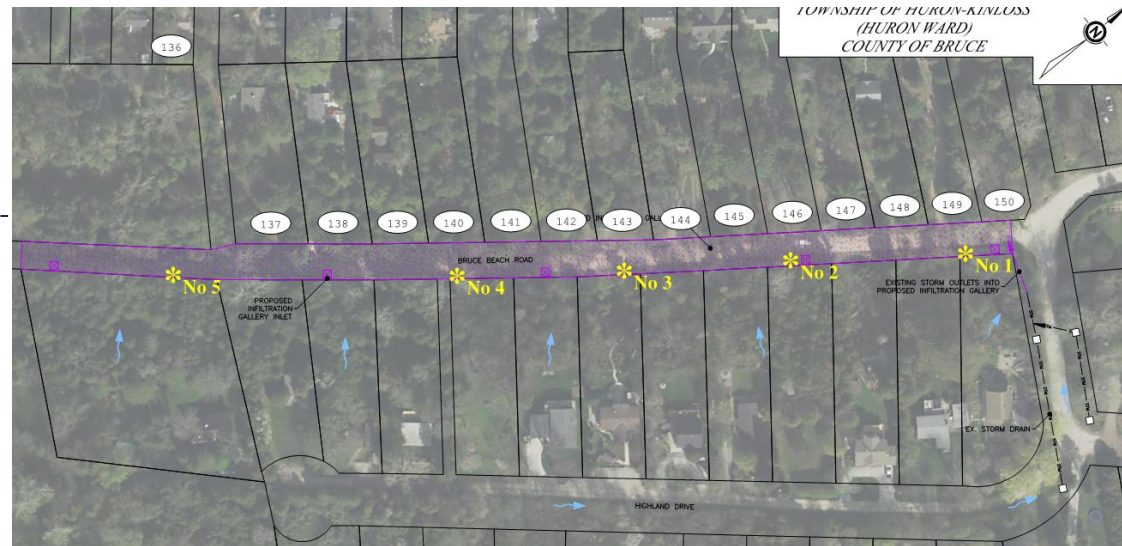 TOWNSHIP OF HURON-KINLOSS
(HURON WARD)
COUNTY OF BRUCE
N
136
137
138
139
140
141
142
143
144
145
146
147
148
149
150
BRUCE BEACH ROAD
No 5
No 4
No 3
No 2
No 1
PROPOSED
INFILTRATION
GALLERY INLET
EXISTING STORM OUTLETS INTO
PROPOSED INFILTRATION GALLERY
EX. STORM DRAIN
HIGHLAND DRIVE